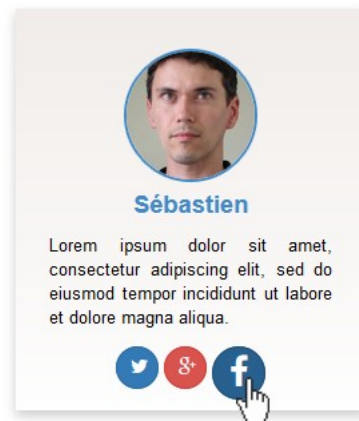 Sébastien
Lorem ipsum dolor sit amet,
consectetur adipiscing elit, sed do
eiusmod tempor incididunt ut labore
et dolore magna aliqua.
g+
f